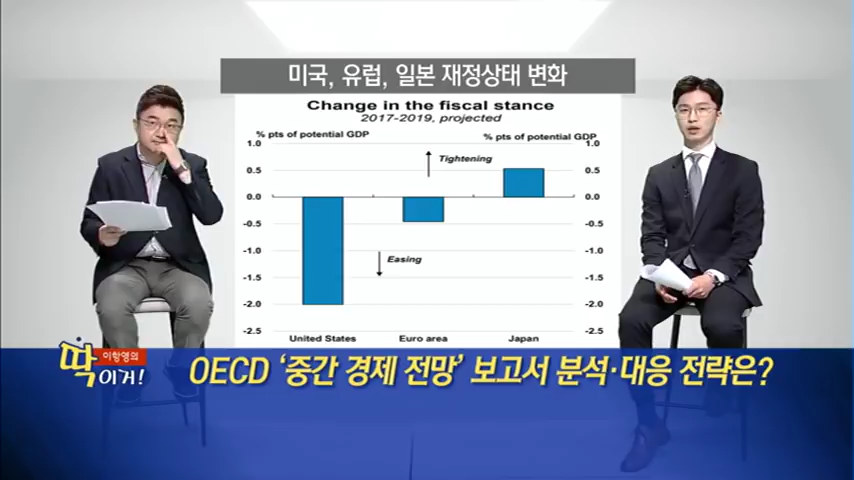 미국, 유럽, 일본 재정상태 변화
Change in the fiscal stance
2017-2019, projected
% pts of potential GDP
% pts of potential GDP
1.0
0.5
0.0
-0.5
-1.0
-1.5
-2.0
-2.5
Tightening
Easing
1.0
0.5
0.0
-0.5
-1.0
-1.5
-2.0
-2.5
United States
Euro area
Japan
이항영의
딱
이거!
OECD ‘중간 경제 전망’ 보고서 분석·대응 전략은?